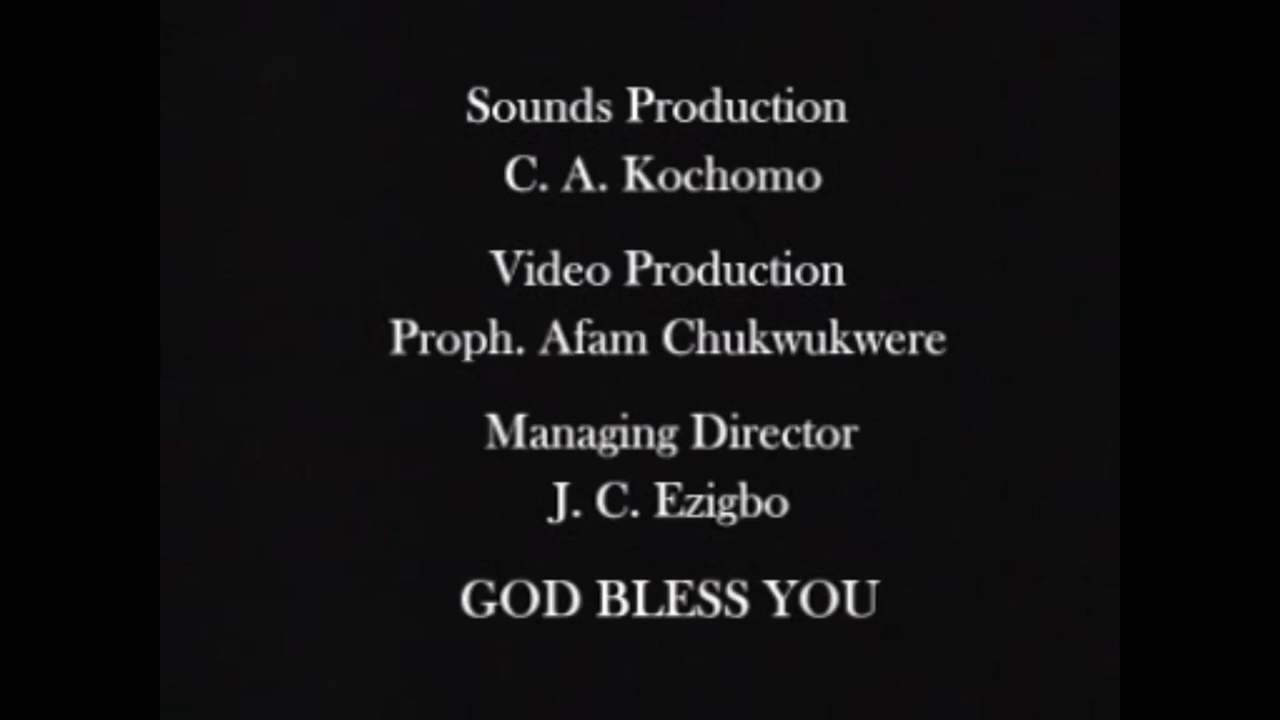 Sounds Production
C. A. Kochomo
Video Production
Proph. Afam Chukwukwere
Managing Director
J. C. Ezigbo
GOD BLESS YOU